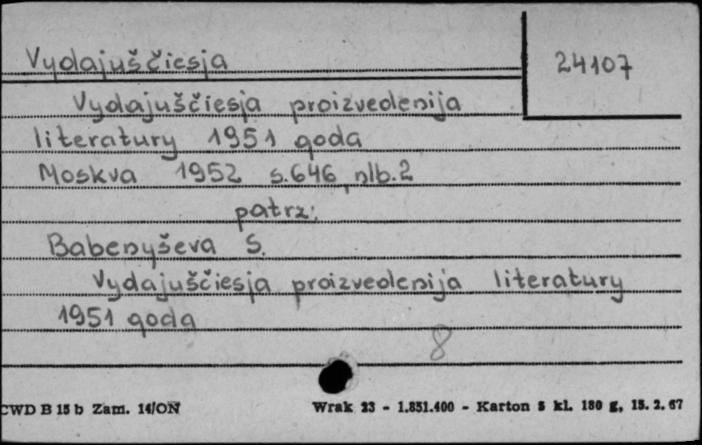 Vydajuščiesja
24107
Vydajuščiesja proizvedenija
literatury 1951 goda
Moskva 1952 s.646, nlb.2
patrz:
Babenyševa S.
Vydajuščiesja proizvedenija literatury
1951 goda
8
CWD B 15 b Zam. 14/ON Wrak 23 - 1.851.400 - Karton 5 kl. 180 g, 15. 2. 67